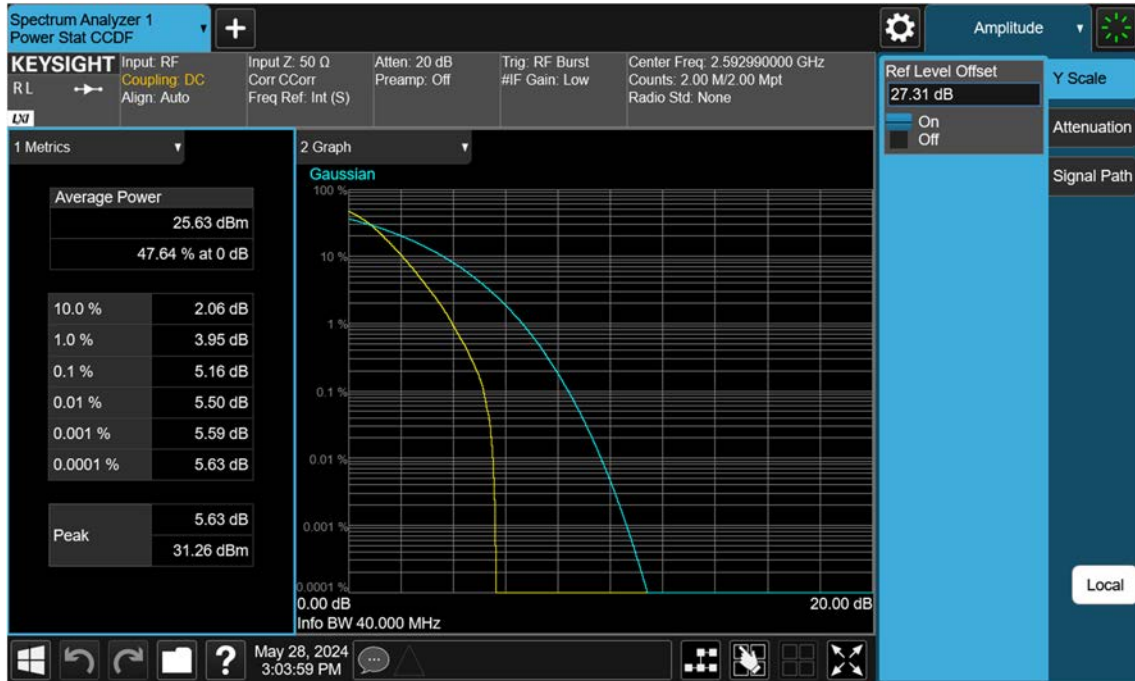 Spectrum Analyzer 1
Power Stat CCDF
+
Amplitude
KEYSIGHT
R L
LXI
Input: RF
Coupling: DC
Align: Auto
Input Z: 50 Ω
Corr CCorr
Freq Ref: Int (S)
Atten: 20 dB
Preamp: Off
Trig: RF Burst
#IF Gain: Low
Center Freq: 2.592990000 GHz
Counts: 2.00 M/2.00 Mpt
Radio Std: None
Ref Level Offset
27.31 dB
On
Off
Y Scale
Attenuation
Signal Path
1 Metrics
Average Power
25.63 dBm
47.64 % at 0 dB
10.0 % 2.06 dB
1.0 % 3.95 dB
0.1 % 5.16 dB
0.01 % 5.50 dB
0.001 % 5.59 dB
0.0001 % 5.63 dB
Peak
5.63 dB
31.26 dBm
2 Graph
Gaussian
100 %
10 %
1 %
0.1 %
0.01 %
0.001 %
0.0001 %
0.00 dB 20.00 dB
Info BW 40.000 MHz
Local
?
May 28, 2024
3:03:59 PM